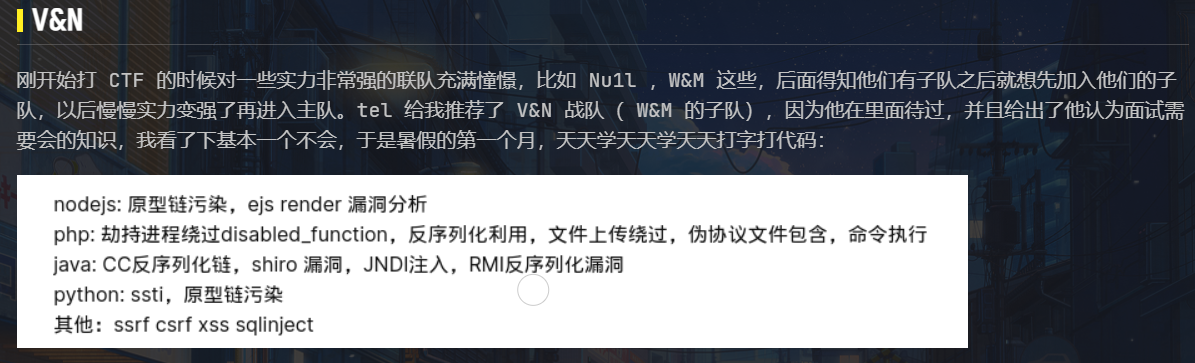 V&N
刚开始打 CTF 的时候对一些实力非常强的联队充满憧憬，比如 Nu1l ，W&M 这些，后面得知他们有子队之后就想先加入他们的子
队，以后慢慢实力变强了再进入主队。tel 给我推荐了 V&N 战队（ W&M 的子队），因为他在里面待过，并且给出了他认为面试需
要会的知识，我看了下基本一个不会，于是暑假的第一个月，天天学天天学天天打字打代码：
nodejs: 原型链污染，ejs render 漏洞分析
php: 劫持进程绕过disabled_function，反序列化利用，文件上传绕过，伪协议文件包含，命令执行
java: CC反序列化链，shiro 漏洞，JNDI注入，RMI反序列化漏洞
python: ssti，原型链污染
其他：ssrf csrf xss sqlinject